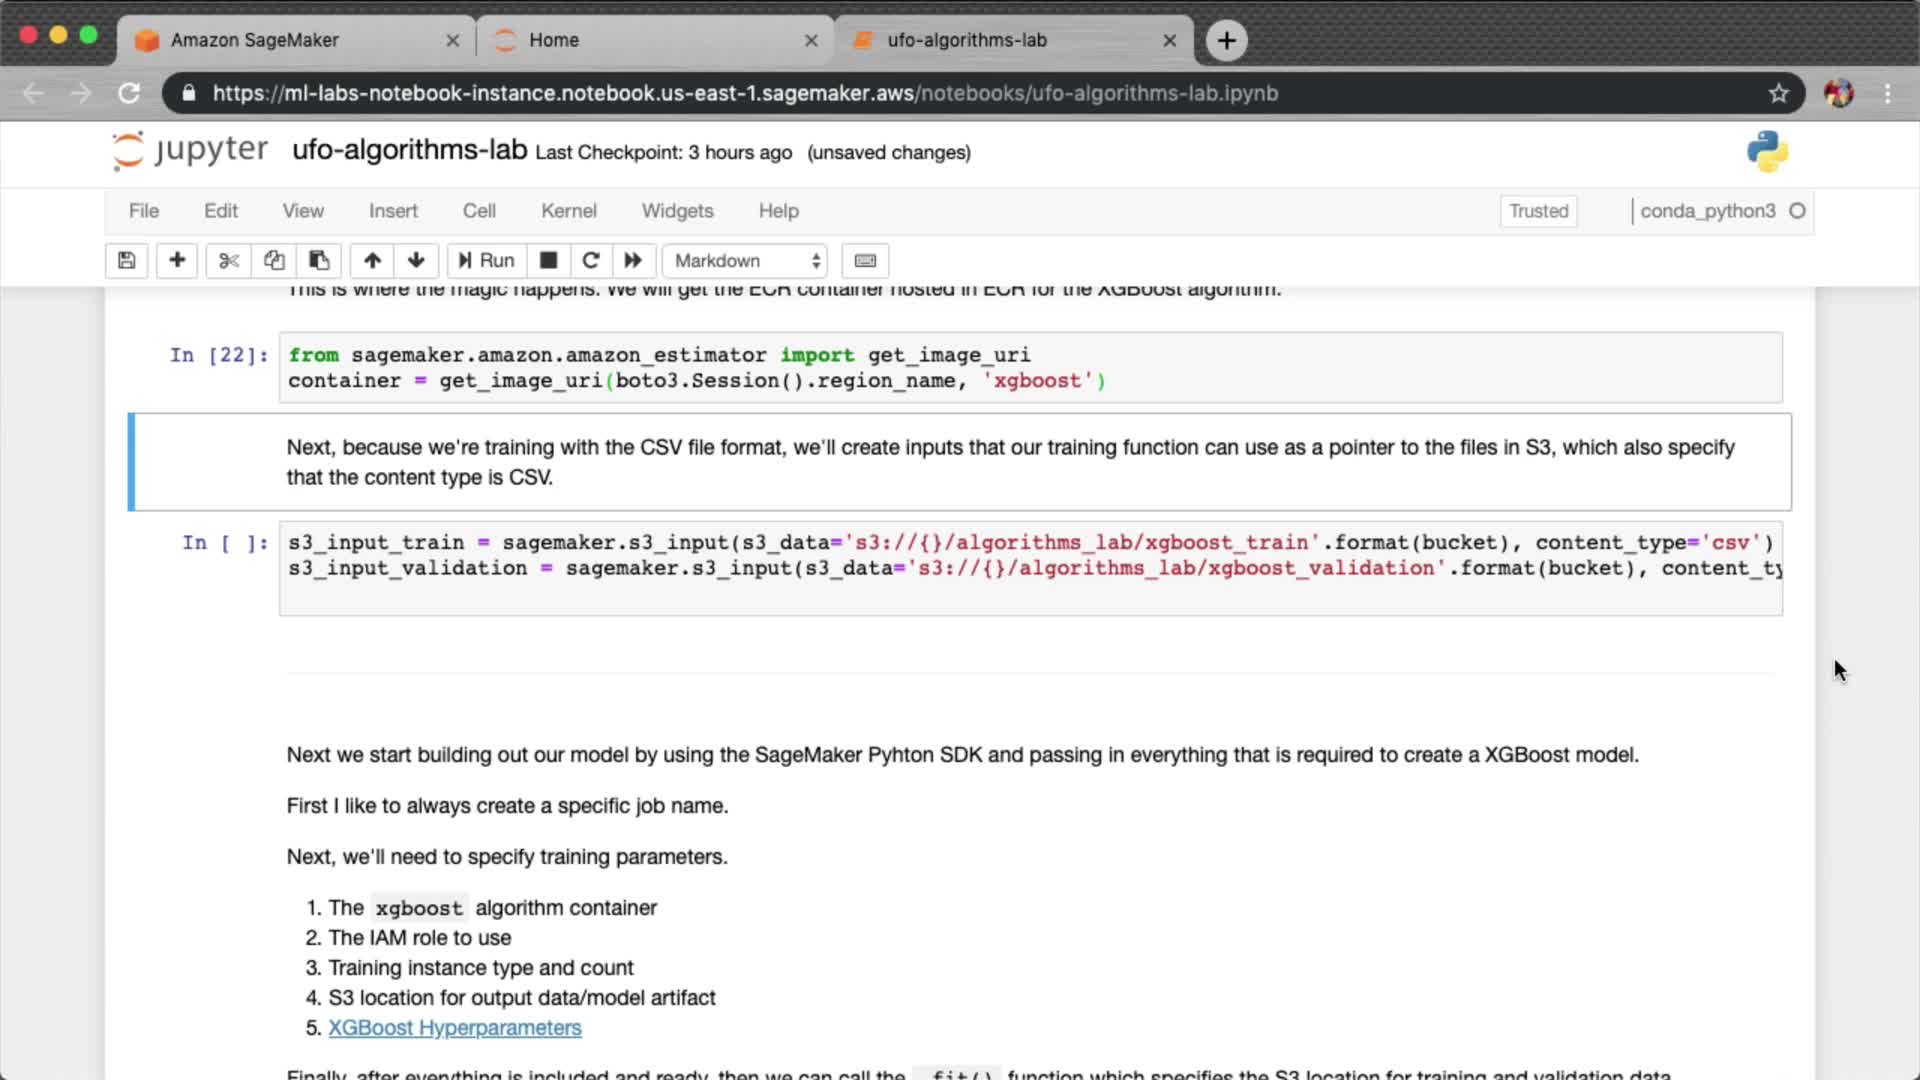 Amazon SageMaker
Home
ufo-algorithms-lab
https://ml-labs-notebook-instance.notebook.us-east-1.sagemaker.aws/notebooks/ufo-algorithms-lab.ipynb
jupyter ufo-algorithms-lab Last Checkpoint: 3 hours ago (unsaved changes)
File Edit View Insert Cell Kernel Widgets Help Trusted conda_python3
Run Markdown
This is where the magic happens. We will get the ECR container hosted in ECR for the XGBoost algorithm.
In [22]: from sagemaker.amazon.amazon_estimator import get_image_uri
container = get_image_uri(boto3.Session().region_name, 'xgboost')
Next, because we're training with the CSV file format, we'll create inputs that our training function can use as a pointer to the files in S3, which also specify
that the content type is CSV.
In [ ]: s3_input_train = sagemaker.s3_input(s3_data='s3://{}/algorithms_lab/xgboost_train'.format(bucket), content_type='csv')
s3_input_validation = sagemaker.s3_input(s3_data='s3://{}/algorithms_lab/xgboost_validation'.format(bucket), content_ty
Next we start building out our model by using the SageMaker Pyhton SDK and passing in everything that is required to create a XGBoost model.
First I like to always create a specific job name.
Next, we'll need to specify training parameters.
1. The xgboost algorithm container
2. The IAM role to use
3. Training instance type and count
4. S3 location for output data/model artifact
5. XGBoost Hyperparameters
Finally, after everything is included and ready, then we can call the .fit() function which specifies the S3 location for training and validation data.